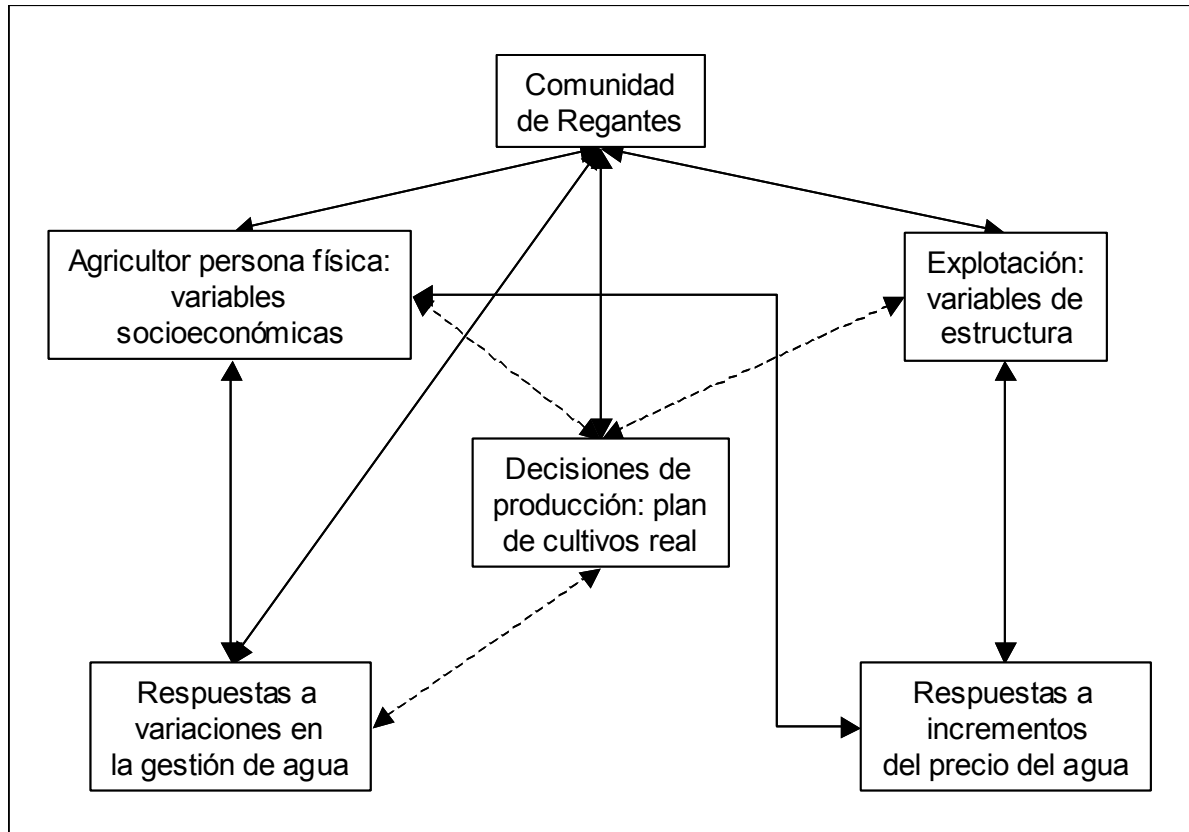 Comunidad
de Regantes
Agricultor persona física:
variables
socioeconómicas
Explotación:
variables de
estructura
Decisiones de
producción: plan
de cultivos real
Respuestas a
variaciones en
la gestión de agua
Respuestas a
incrementos
del precio del agua